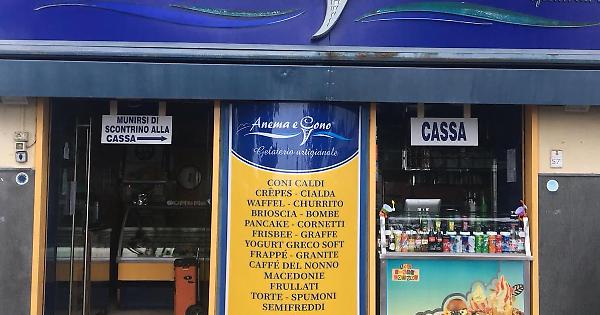 MUNIRSI DI
SCONTRINO ALLA
CASSA
Anema e Cono
Gelateria artigianale
CONI CALDI
CRÊPES - CIALDA
WAFFEL - CHURRITO
BRIOSCIA - BOMBE
PANCAKE - CORNETTI
FRISBEE - GRAFFE
YOGURT GRECO SOFT
FRAPPÈ - GRANITE
CAFFÈ DEL NONNO
MACEDONIE
FRULLATI
TORTE - SPUMONI
SEMIFREDDI
CASSA
57